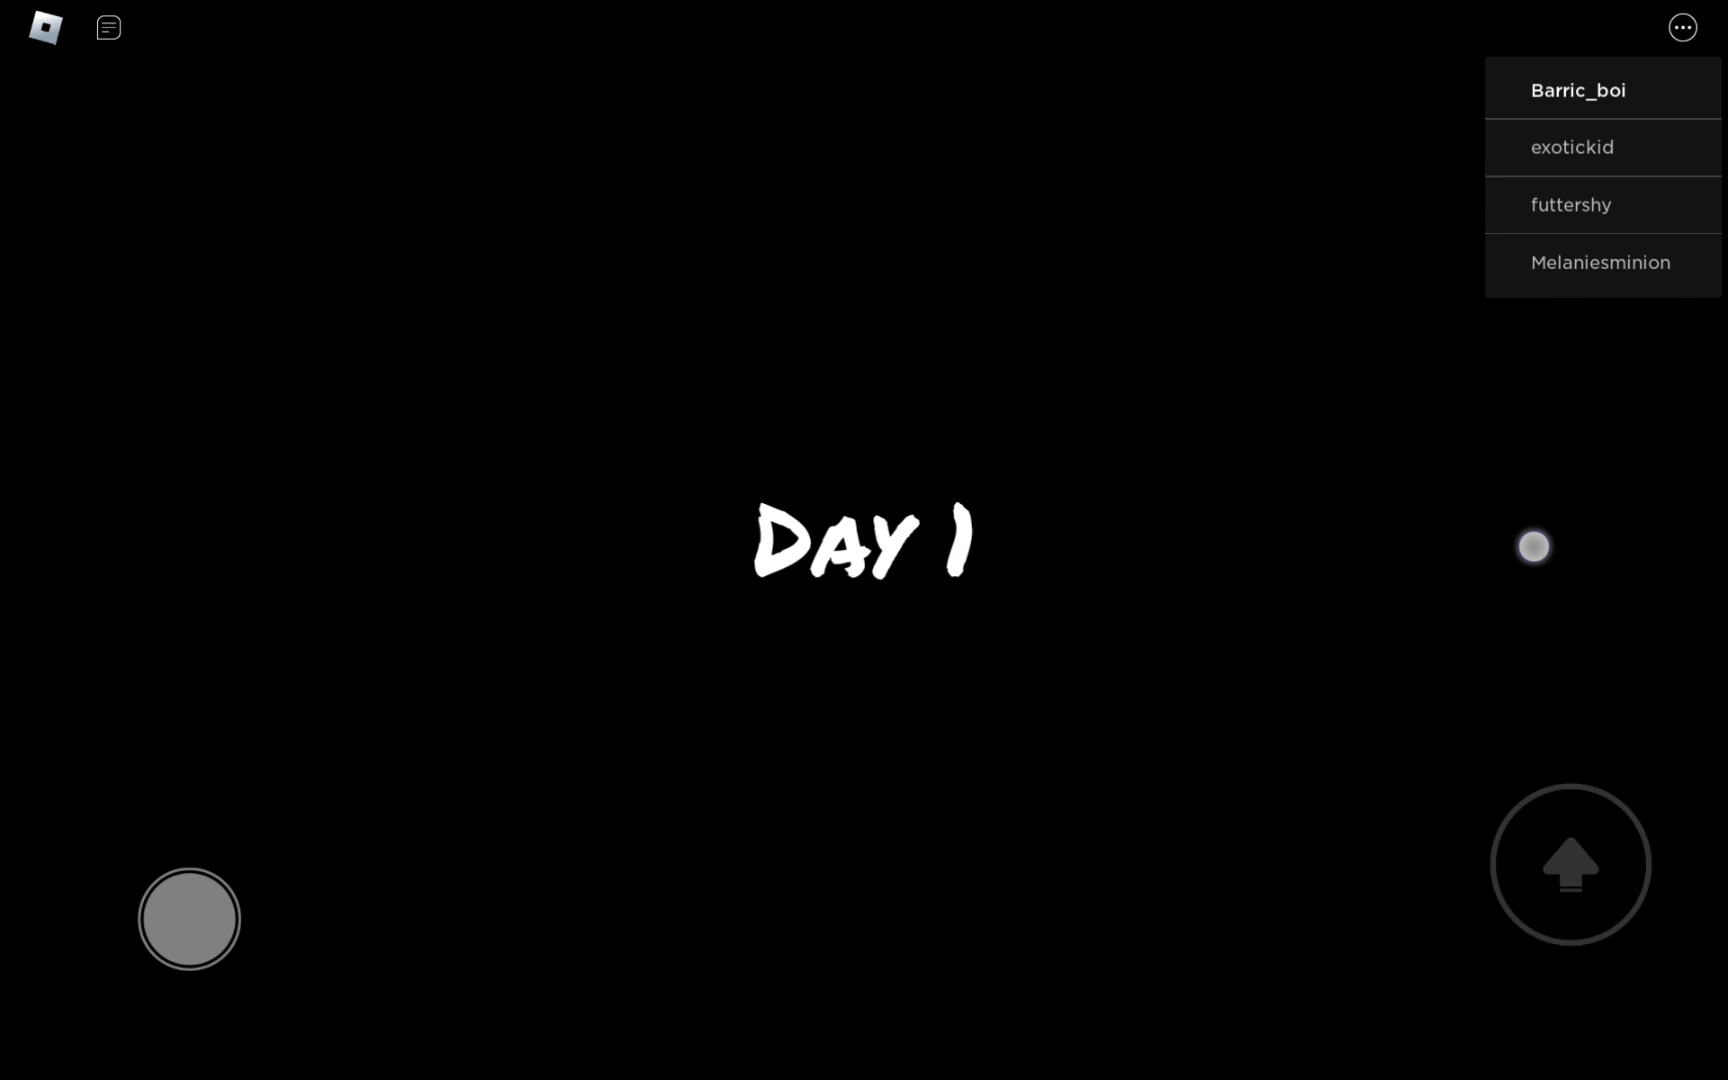 Barric_boi
exotickid
futtershy
Melaniesminion
Day 1